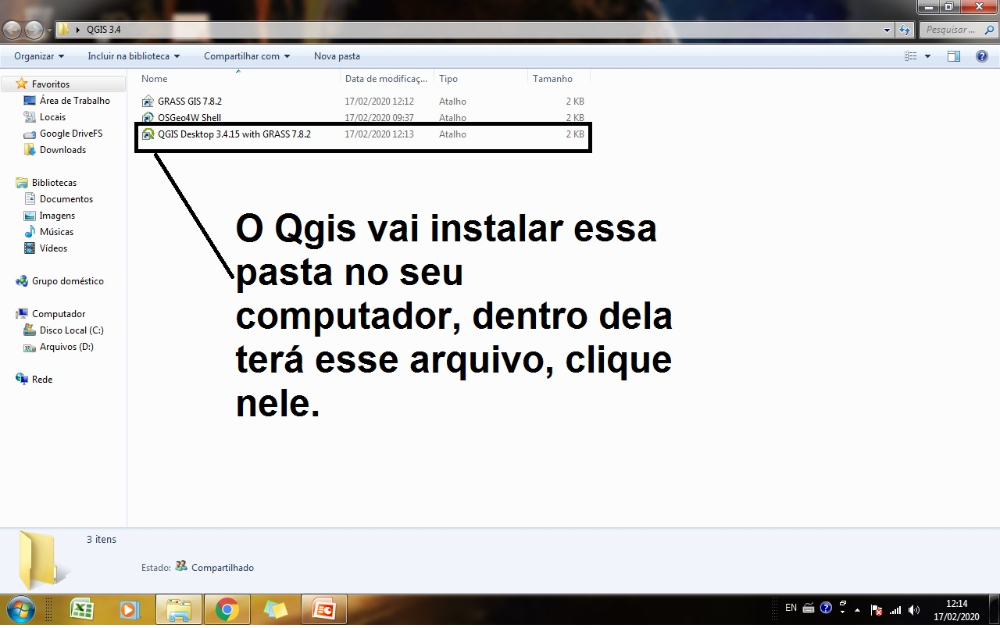 QGIS 3.4
Pesquisar ...
Organizar
Incluir na biblioteca
Compartilhar com
Nova pasta
Favoritos
Área de Trabalho
Locais
Google DriveFS
Downloads
Bibliotecas
Documentos
Imagens
Músicas
Vídeos
Grupo doméstico
Computador
Disco Local (C:)
Arquivos (D:)
Rede
Nome Data de modificaç... Tipo Tamanho
GRASS GIS 7.8.2 17/02/2020 12:12 Atalho 2 KB
OSGeo4W Shell 17/02/2020 09:37 Atalho 2 KB
QGIS Desktop 3.4.15 with GRASS 7.8.2 17/02/2020 12:13 Atalho 2 KB
O Qgis vai instalar essa
pasta no seu
computador, dentro dela
terá esse arquivo, clique
nele.
3 itens
Estado: Compartilhado
EN
12:14
17/02/2020